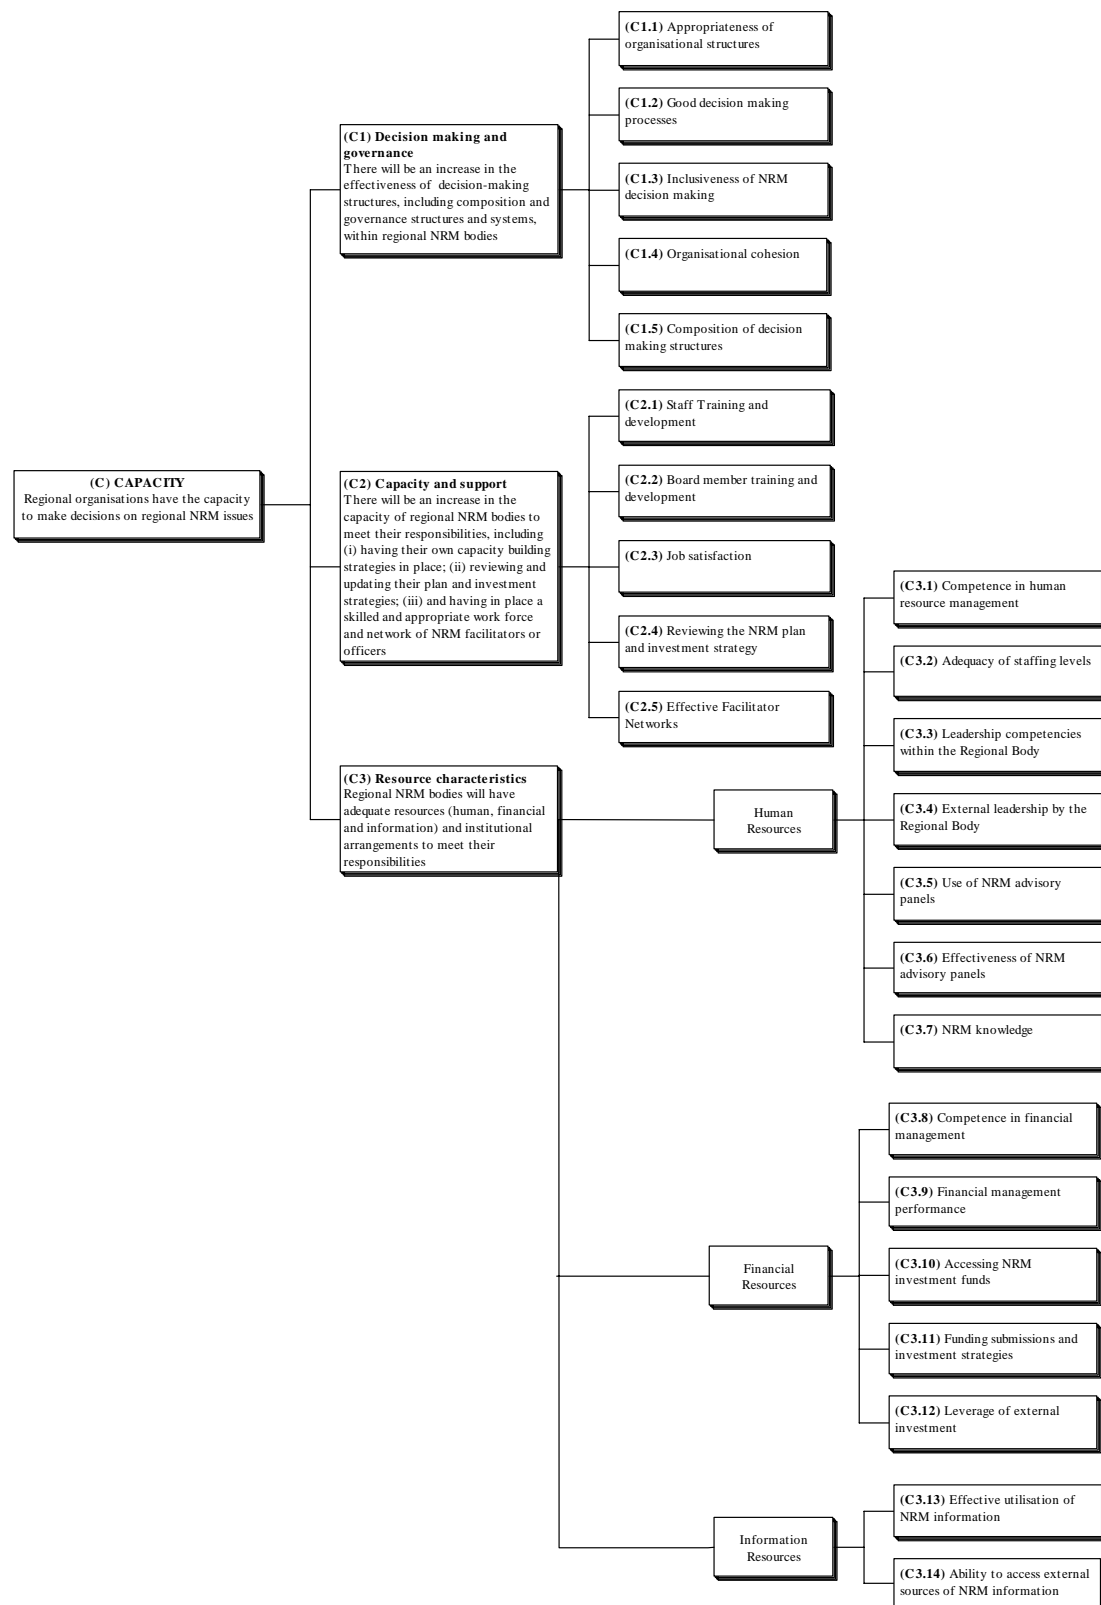 (C) CAPACITY
Regional organisations have the capacity
to make decisions on regional NRM issues
(C1) Decision making and
governance
There will be an increase in the
effectiveness of decision-making
structures, including composition and
governance structures and systems,
within regional NRM bodies
(C1.1) Appropriateness of
organisational structures
(C1.2) Good decision making
processes
(C1.3) Inclusiveness of NRM
decision making
(C1.4) Organisational cohesion
(C1.5) Composition of decision
making structures
(C2) Capacity and support
There will be an increase in the
capacity of regional NRM bodies to
meet their responsibilities, including
(i) having their own capacity building
strategies in place; (ii) reviewing and
updating their plan and investment
strategies; (iii) and having in place a
skilled and appropriate work force
and network of NRM facilitators or
officers
(C2.1) Staff Training and
development
(C2.2) Board member training and
development
(C2.3) Job satisfaction
(C2.4) Reviewing the NRM plan
and investment strategy
(C2.5) Effective Facilitator
Networks
(C3) Resource characteristics
Regional NRM bodies will have
adequate resources (human, financial
and information) and institutional
arrangements to meet their
responsibilities
Human
Resources
(C3.1) Competence in human
resource management
(C3.2) Adequacy of staffing levels
(C3.3) Leadership competencies
within the Regional Body
(C3.4) External leadership by the
Regional Body
(C3.5) Use of NRM advisory
panels
(C3.6) Effectiveness of NRM
advisory panels
(C3.7) NRM knowledge
Financial
Resources
(C3.8) Competence in financial
management
(C3.9) Financial management
performance
(C3.10) Accessing NRM
investment funds
(C3.11) Funding submissions and
investment strategies
(C3.12) Leverage of external
investment
Information
Resources
(C3.13) Effective utilisation of
NRM information
(C3.14) Ability to access external
sources of NRM information